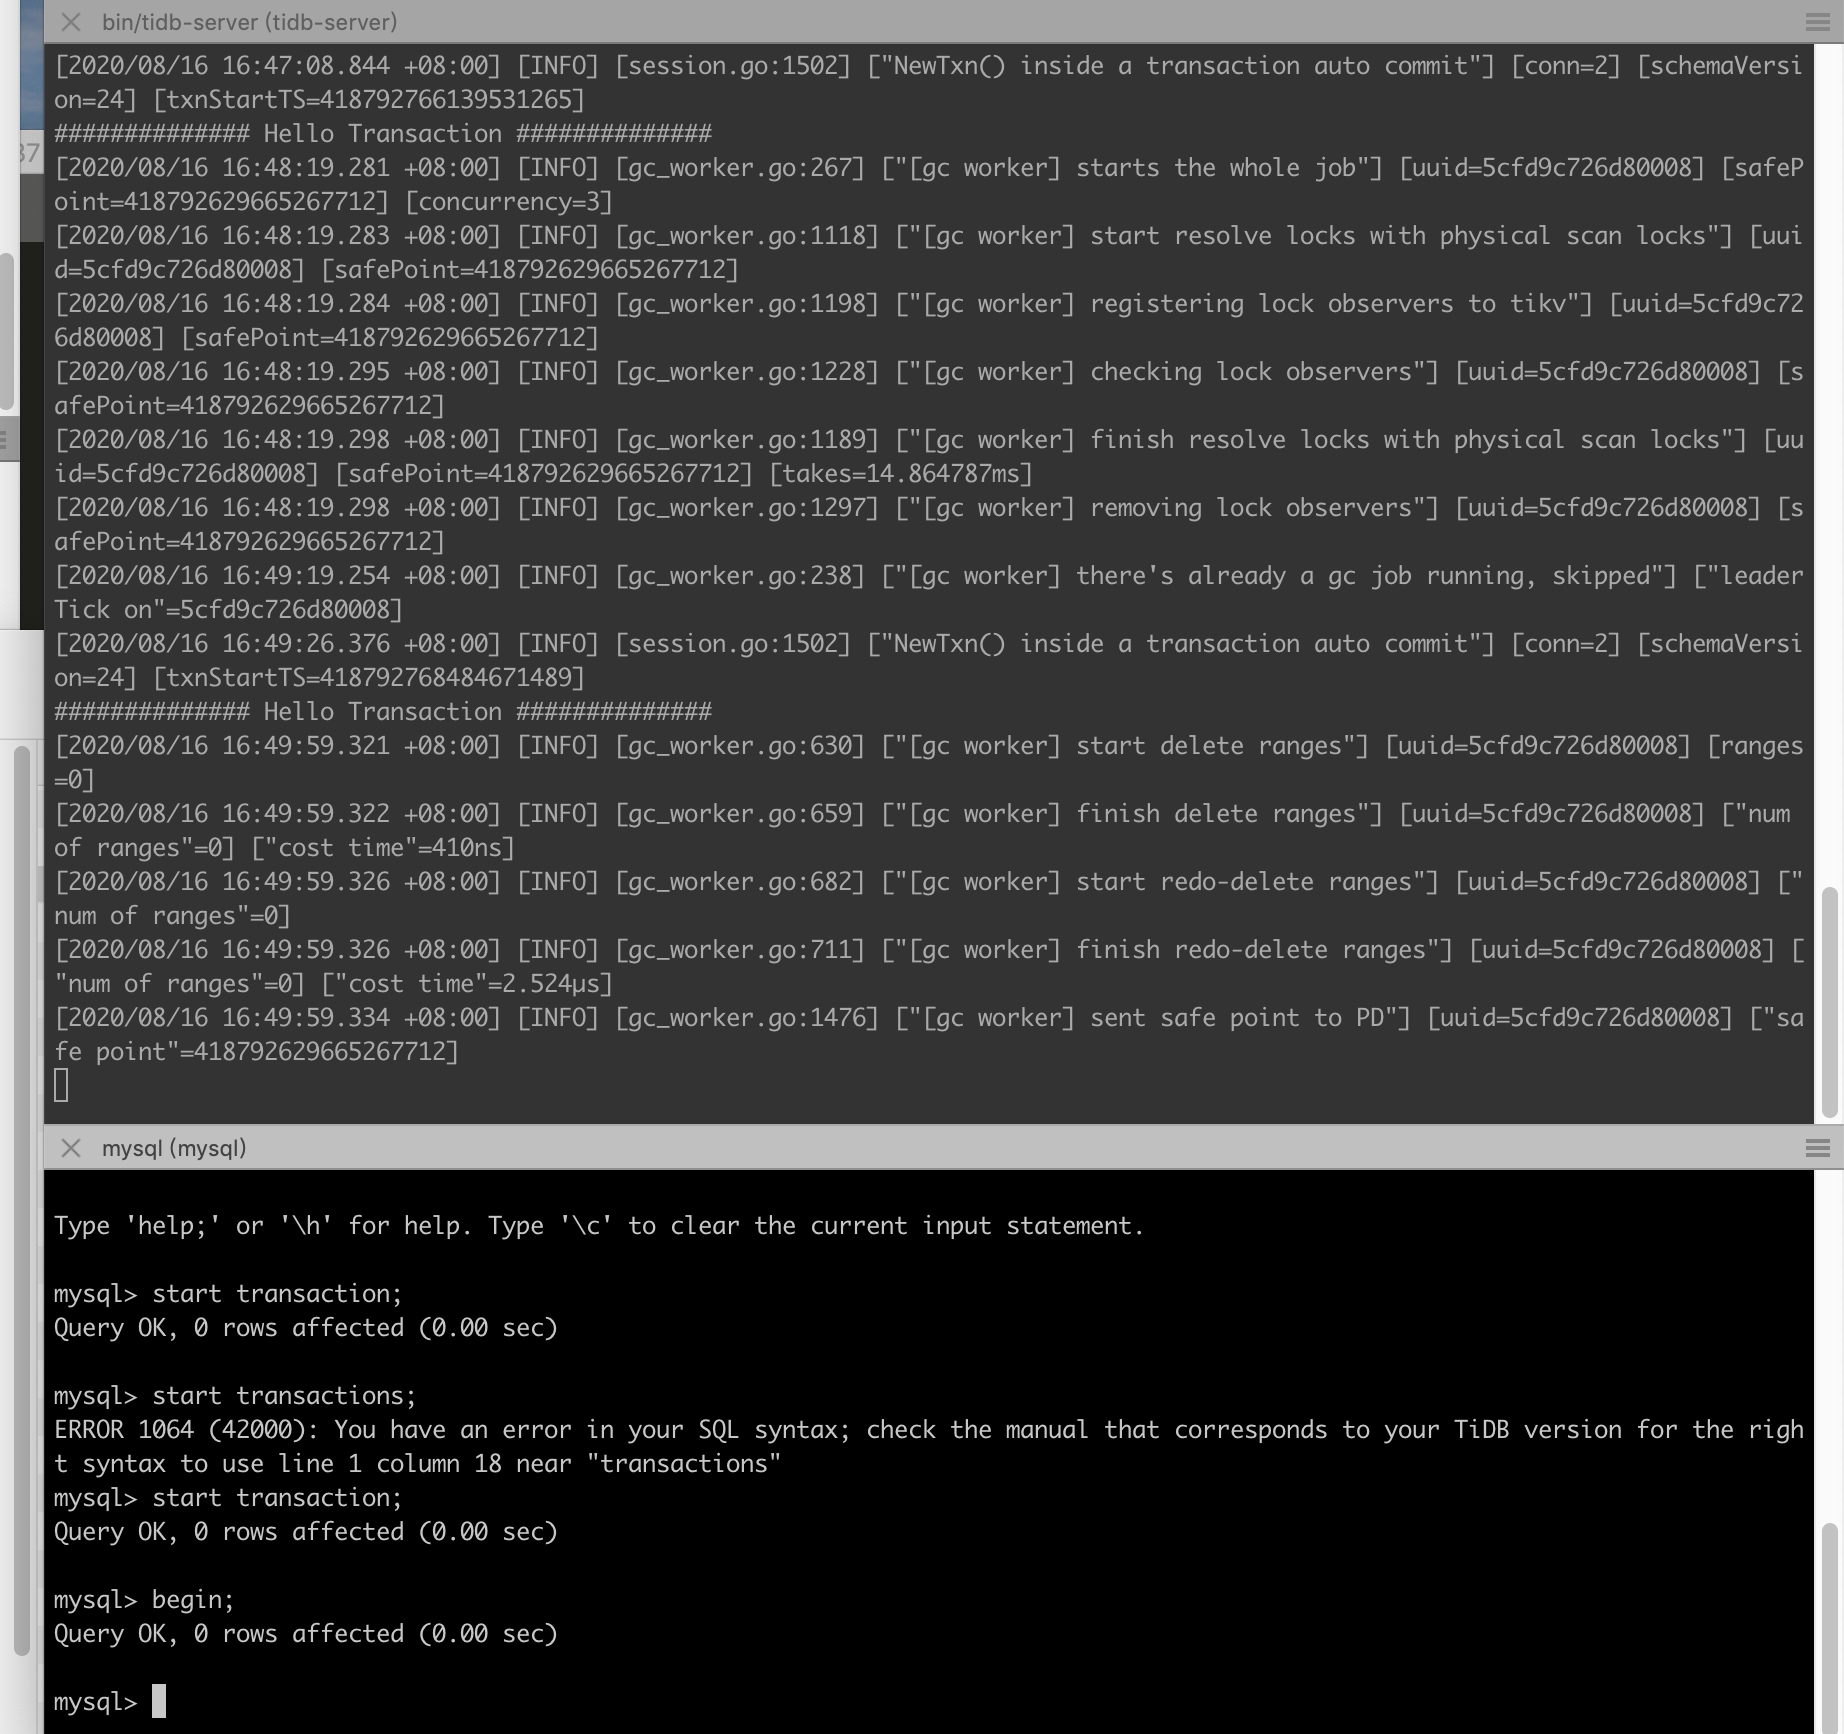 bin/tidb-server (tidb-server)
[2020/08/16 16:47:08.844 +08:00] [INFO] [session.go:1502] ["NewTxn() inside a transaction auto commit"] [conn=2] [schemaVersi
on=24] [txnStartTS=418792766139531265]
############## Hello Transaction ##############
37
[2020/08/16 16:48:19.281 +08:00] [INFO] [gc_worker.go:267] ["[gc worker] starts the whole job"] [uuid=5cfd9c726d80008] [safeP
oint=418792629665267712] [concurrency=3]
[2020/08/16 16:48:19.283 +08:00] [INFO] [gc_worker.go:1118] ["[gc worker] start resolve locks with physical scan locks"] [uui
d=5cfd9c726d80008] [safePoint=418792629665267712]
[2020/08/16 16:48:19.284 +08:00] [INFO] [gc_worker.go:1198] ["[gc worker] registering lock observers to tikv"] [uuid=5cfd9c72
6d80008] [safePoint=418792629665267712]
[2020/08/16 16:48:19.295 +08:00] [INFO] [gc_worker.go:1228] ["[gc worker] checking lock observers"] [uuid=5cfd9c726d80008] [s
afePoint=418792629665267712]
[2020/08/16 16:48:19.298 +08:00] [INFO] [gc_worker.go:1189] ["[gc worker] finish resolve locks with physical scan locks"] [uu
id=5cfd9c726d80008] [safePoint=418792629665267712] [takes=14.864787ms]
[2020/08/16 16:48:19.298 +08:00] [INFO] [gc_worker.go:1297] ["[gc worker] removing lock observers"] [uuid=5cfd9c726d80008] [s
afePoint=418792629665267712]
[2020/08/16 16:49:19.254 +08:00] [INFO] [gc_worker.go:238] ["[gc worker] there's already a gc job running, skipped"] ["leader
Tick on"=5cfd9c726d80008]
[2020/08/16 16:49:26.376 +08:00] [INFO] [session.go:1502] ["NewTxn() inside a transaction auto commit"] [conn=2] [schemaVersi
on=24] [txnStartTS=418792768484671489]
############## Hello Transaction ##############
[2020/08/16 16:49:59.321 +08:00] [INFO] [gc_worker.go:630] ["[gc worker] start delete ranges"] [uuid=5cfd9c726d80008] [ranges
=0]
[2020/08/16 16:49:59.322 +08:00] [INFO] [gc_worker.go:659] ["[gc worker] finish delete ranges"] [uuid=5cfd9c726d80008] ["num
of ranges"=0] ["cost time"=410ns]
[2020/08/16 16:49:59.326 +08:00] [INFO] [gc_worker.go:682] ["[gc worker] start redo-delete ranges"] [uuid=5cfd9c726d80008] ["
num of ranges"=0]
[2020/08/16 16:49:59.326 +08:00] [INFO] [gc_worker.go:711] ["[gc worker] finish redo-delete ranges"] [uuid=5cfd9c726d80008] [
"num of ranges"=0] ["cost time"=2.524µs]
[2020/08/16 16:49:59.334 +08:00] [INFO] [gc_worker.go:1476] ["[gc worker] sent safe point to PD"] [uuid=5cfd9c726d80008] ["sa
fe point"=418792629665267712]
mysql (mysql)
Type 'help;' or '\h' for help. Type '\c' to clear the current input statement.
mysql> start transaction;
Query OK, 0 rows affected (0.00 sec)
mysql> start transactions;
ERROR 1064 (42000): You have an error in your SQL syntax; check the manual that corresponds to your TiDB version for the righ
t syntax to use line 1 column 18 near "transactions"
mysql> start transaction;
Query OK, 0 rows affected (0.00 sec)
mysql> begin;
Query OK, 0 rows affected (0.00 sec)
mysql>